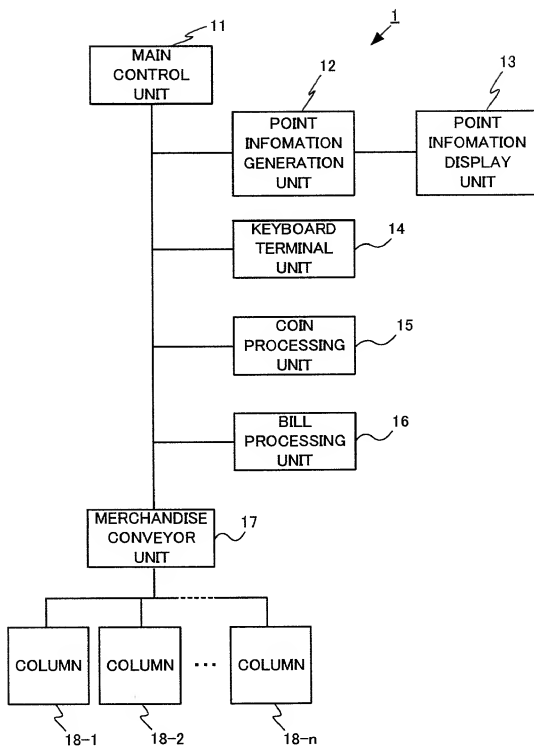 1
11
MAIN
CONTROL
UNIT
12
13
POINT
INFOMATION
GENERATION
UNIT
POINT
INFOMATION
DISPLAY
UNIT
KEYBOARD
TERMINAL
UNIT
14
COIN
PROCESSING
UNIT
15
BILL
PROCESSING
UNIT
16
MERCHANDISE
CONVEYOR
UNIT
17
COLUMN
COLUMN
...
COLUMN
18-1
18-2
18-n